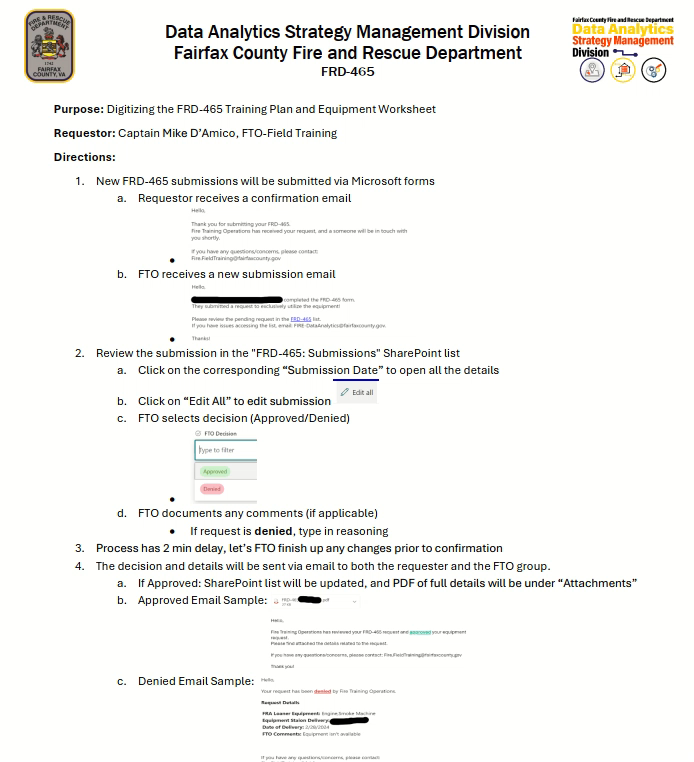 FIRE & RESCUE
DEPARTMENT
1742
FAIRFAX
COUNTY, VA
Data Analytics Strategy Management Division
Fairfax County Fire and Rescue Department
FRD-465
Fairfax County Fire and Rescue Department
Data Analytics
Strategy Management
Division
Purpose: Digitizing the FRD-465 Training Plan and Equipment Worksheet
Requestor: Captain Mike D’Amico, FTO-Field Training
Directions:
1. New FRD-465 submissions will be submitted via Microsoft forms
a. Requestor receives a confirmation email
Hello,
Thank you for submitting your FRD-465.
Fire Training Operations has received your request, and a someone will be in touch with
you shortly.
If you have any questions/concerns, please contact:
Fire.FieldTraining@fairfaxcounty.gov
b. FTO receives a new submission email
Hello,
completed the FRD-465 form.
They submitted a request to exclusively utilize the equipment!
Please review the pending request in the FRD-465 list.
If you have issues accessing the list, email: FIRE-DataAnalytics@fairfaxcounty.gov.
Thanks!
2. Review the submission in the "FRD-465: Submissions" SharePoint list
a. Click on the corresponding “Submission Date” to open all the details
b. Click on “Edit All” to edit submission Edit all
c. FTO selects decision (Approved/Denied)
FTO Decision
Type to filter
Approved
Denied
d. FTO documents any comments (if applicable)
• If request is denied, type in reasoning
3. Process has 2 min delay, let’s FTO finish up any changes prior to confirmation
4. The decision and details will be sent via email to both the requester and the FTO group.
a. If Approved: SharePoint list will be updated, and PDF of full details will be under “Attachments”
b. Approved Email Sample: FRD-46 .pdf
Hello,
Fire Training Operations has reviewed your FRD-465 request and approved your equipment
request.
Please find attached the details related to the request.
If you have any questions/concerns, please contact: Fire.FieldTraining@fairfaxcounty.gov
Thank you!
c. Denied Email Sample:
Hello,
Your request has been denied by Fire Training Operations.
Request Details
FRA Loaner Equipment: Engine;Smoke Machine
Equipment Staion Delivery:
Date of Delivery: 2/28/2024
FTO Comments: Equipment isn't available
If you have any questions/concerns, please contact: